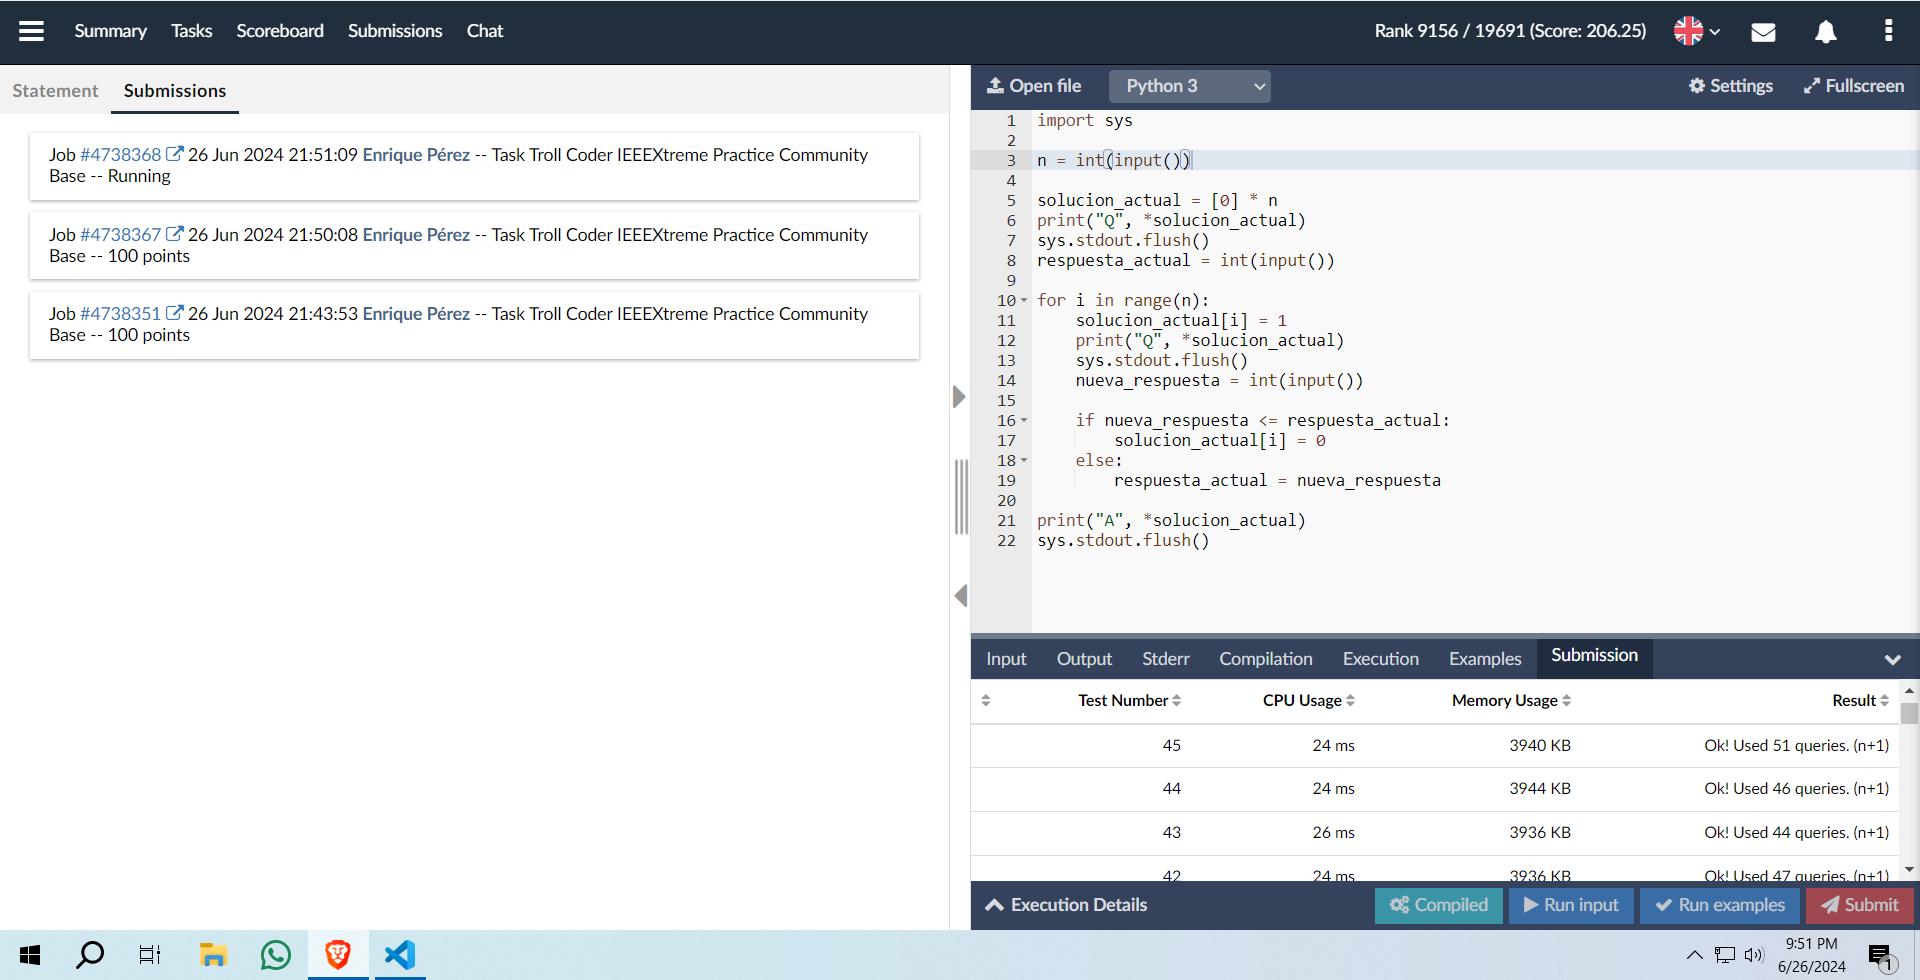 Summary Tasks Scoreboard Submissions Chat Rank 9156 / 19691 (Score: 206.25)
Statement Submissions
Job #4738368 26 Jun 2024 21:51:09 Enrique Pérez -- Task Troll Coder IEEEXtreme Practice Community
Base -- Running
Job #4738367 26 Jun 2024 21:50:08 Enrique Pérez -- Task Troll Coder IEEEXtreme Practice Community
Base -- 100 points
Job #4738351 26 Jun 2024 21:43:53 Enrique Pérez -- Task Troll Coder IEEEXtreme Practice Community
Base -- 100 points
Open file Python 3 Settings Fullscreen
1 import sys
2
3 n = int(input())
4
5 solucion_actual = [0] * n
6 print("Q", *solucion_actual)
7 sys.stdout.flush()
8 respuesta_actual = int(input())
9
10 for i in range(n):
11     solucion_actual[i] = 1
12     print("Q", *solucion_actual)
13     sys.stdout.flush()
14     nueva_respuesta = int(input())
15
16     if nueva_respuesta <= respuesta_actual:
17         solucion_actual[i] = 0
18     else:
19         respuesta_actual = nueva_respuesta
20
21 print("A", *solucion_actual)
22 sys.stdout.flush()
Input Output Stderr Compilation Execution Examples Submission
Test Number CPU Usage Memory Usage Result
45 24 ms 3940 KB Ok! Used 51 queries. (n+1)
44 24 ms 3944 KB Ok! Used 46 queries. (n+1)
43 26 ms 3936 KB Ok! Used 44 queries. (n+1)
42 24 ms 3936 KB Ok! Used 47 queries. (n+1)
Execution Details Compiled Run input Run examples Submit
9:51 PM
6/26/2024
1